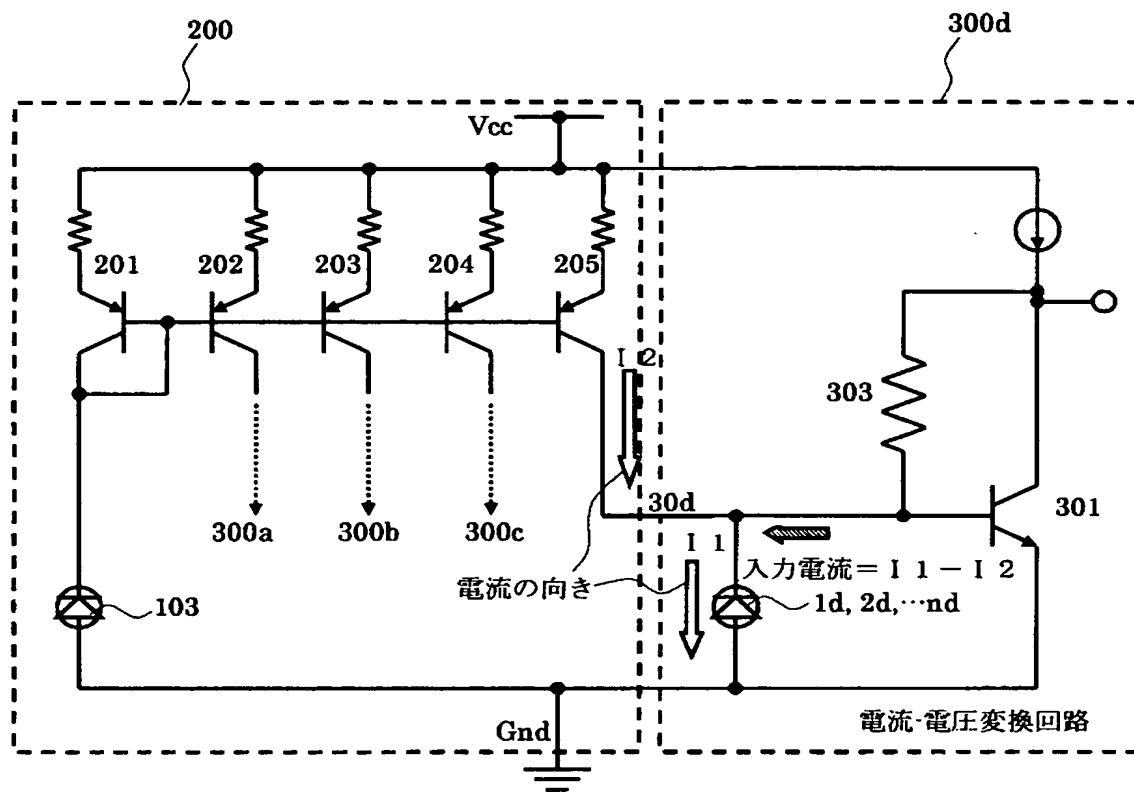 200
300d
Vcc
201
202
203
204
205
I 2
303
300a
300b
300c
30d
301
I 1
入力電流=I 1-I 2
電流の向き
103
1d, 2d, …nd
Gnd
電流-電圧変換回路